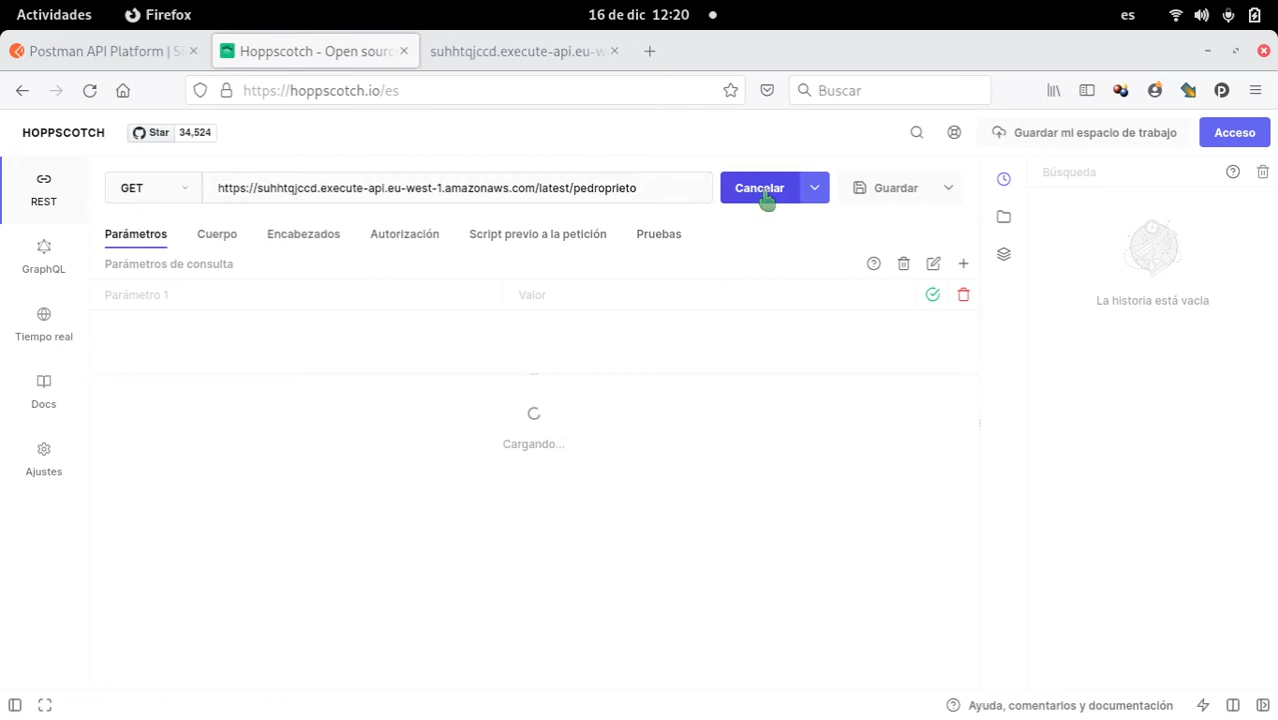 Actividades
Firefox
16 de dic 12:20
es
Postman API Platform | Si
Hoppscotch - Open sourc
suhhtqjccd.execute-api.eu-w
https://hoppscotch.io/es
Buscar
HOPPSCOTCH
Star 34,524
Guardar mi espacio de trabajo
Acceso
REST
GraphQL
Tiempo real
Docs
Ajustes
GET
https://suhhtqjccd.execute-api.eu-west-1.amazonaws.com/latest/pedroprieto
Cancelar
Guardar
Parámetros
Cuerpo
Encabezados
Autorización
Script previo a la petición
Pruebas
Parámetros de consulta
Parámetro 1
Valor
Cargando...
Búsqueda
La historia está vacia
Ayuda, comentarios y documentación